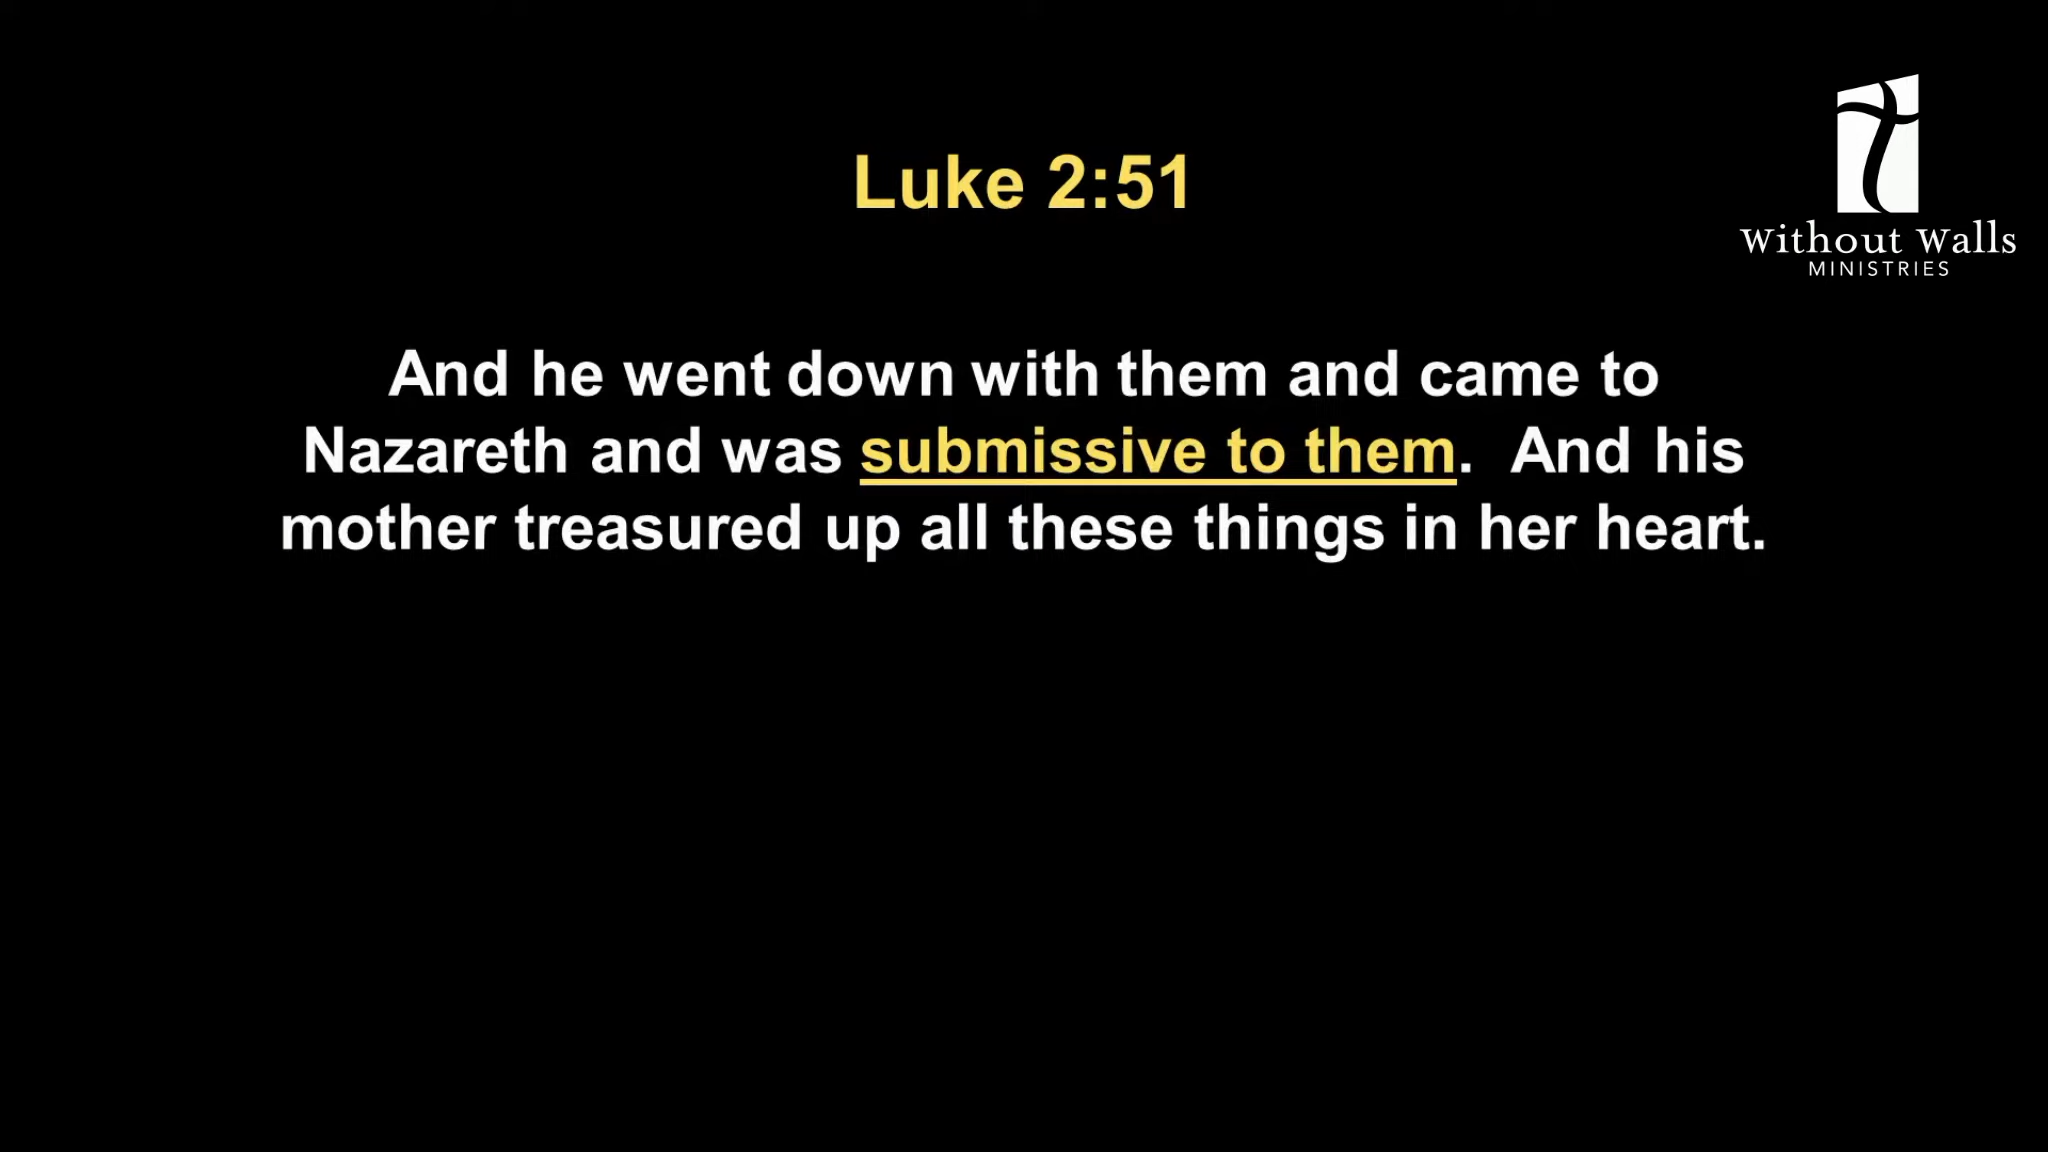 Luke 2:51
without walls
MINISTRIES
And he went down with them and came to
Nazareth and was submissive to them.  And his
mother treasured up all these things in her heart.